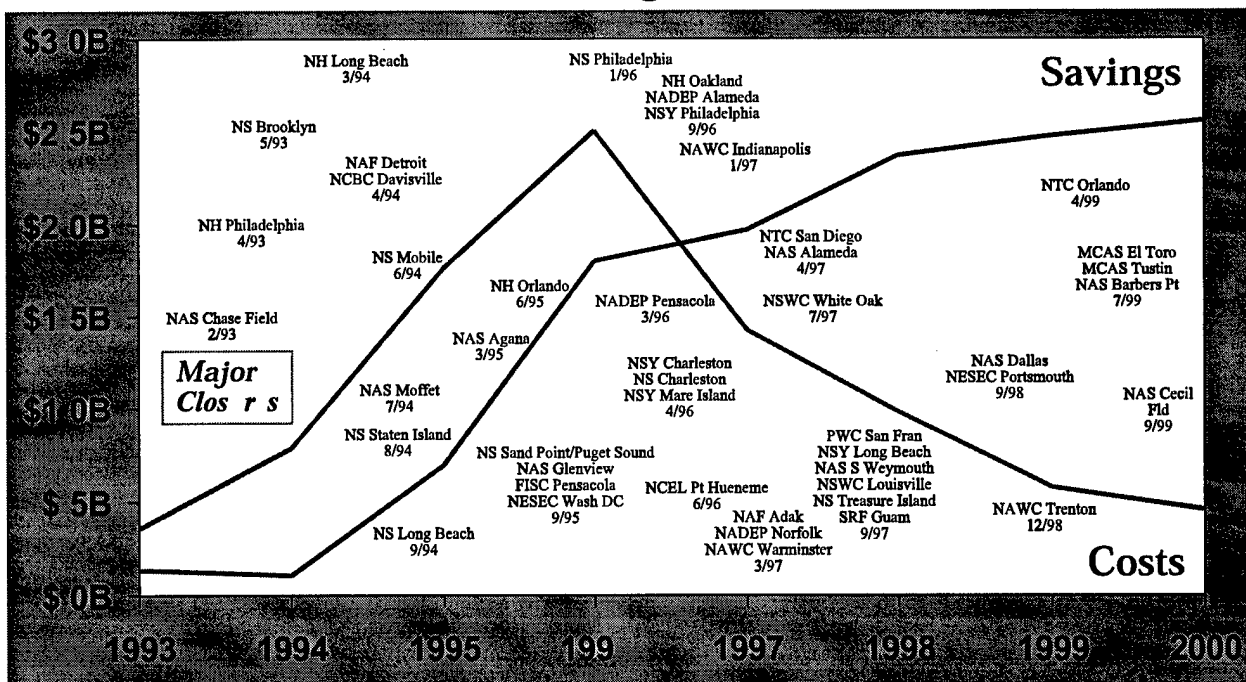 $3 0B
$2 5B
$2 0B
$1 5B
$1 0B
$ 5B
$ 0B
NH Long Beach
3/94
NS Philadelphia
1/96
NH Oakland
NADEP Alameda
NSY Philadelphia
9/96
Savings
NS Brooklyn
5/93
NAF Detroit
NCBC Davisville
4/94
NAWC Indianapolis
1/97
NTC Orlando
4/99
NH Philadelphia
4/93
NS Mobile
6/94
NTC San Diego
NAS Alameda
4/97
MCAS El Toro
MCAS Tustin
NAS Barbers Pt
7/99
NH Orlando
6/95
NADEP Pensacola
3/96
NSWC White Oak
7/97
NAS Chase Field
2/93
NAS Agana
3/95
Major
Clos r s
NAS Moffet
7/94
NSY Charleston
NS Charleston
NSY Mare Island
4/96
NAS Dallas
NESEC Portsmouth
9/98
NAS Cecil
Fld
9/99
NS Staten Island
8/94
NS Sand Point/Puget Sound
NAS Glenview
FISC Pensacola
NESEC Wash DC
9/95
PWC San Fran
NSY Long Beach
NAS S Weymouth
NSWC Louisville
NS Treasure Island
SRF Guam
9/97
NCEL Pt Hueneme
6/96
NAF Adak
NADEP Norfolk
NAWC Warminster
3/97
NAWC Trenton
12/98
NS Long Beach
9/94
Costs
1993
1994
1995
199
1997
1998
1999
2000